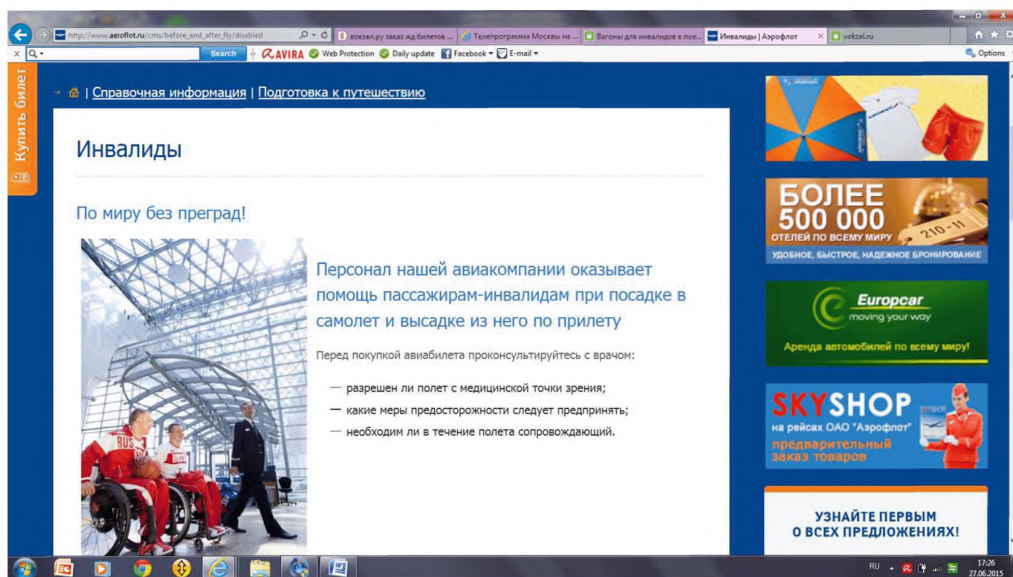 http://www.aeroflot.ru/cms/before_and_after_fly/disabled
вокзал.ру заказ жд билетов ...
Телепрограмма Москвы на ...
Вагоны для инвалидов в пое...
Инвалиды | Аэрофлот
vokzal.ru
Search
AVIRA
Web Protection
Daily update
Facebook
E-mail
Options
Купить билет
| Справочная информация | Подготовка к путешествию
Инвалиды
По миру без преград!
RUS
Персонал нашей авиакомпании оказывает
помощь пассажирам-инвалидам при посадке в
самолет и высадке из него по прилету
Перед покупкой авиабилета проконсультируйтесь с врачом:
— разрешен ли полет с медицинской точки зрения;
— какие меры предосторожности следует предпринять;
— необходим ли в течение полета сопровождающий.
БОЛЕЕ
500 000
ОТЕЛЕЙ ПО ВСЕМУ МИРУ
210-11
УДОБНОЕ, БЫСТРОЕ, НАДЕЖНОЕ БРОНИРОВАНИЕ
Europcar
moving your way
Аренда автомобилей по всему миру!
SKYSHOP
на рейсах ОАО "Аэрофлот"
предварительный
заказ товаров
УЗНАЙТЕ ПЕРВЫМ
О ВСЕХ ПРЕДЛОЖЕНИЯХ!
RU
17:26
27.06.2015